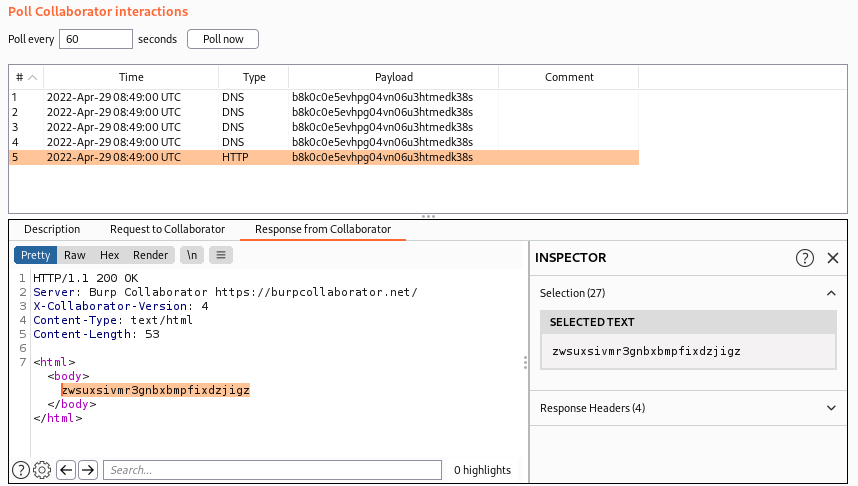 Poll Collaborator interactions
Poll every 60 seconds Poll now
# Time Type Payload Comment
1 2022-Apr-29 08:49:00 UTC DNS b8k0c0e5evhpg04vn06u3htmedk38s
2 2022-Apr-29 08:49:00 UTC DNS b8k0c0e5evhpg04vn06u3htmedk38s
3 2022-Apr-29 08:49:00 UTC DNS b8k0c0e5evhpg04vn06u3htmedk38s
4 2022-Apr-29 08:49:00 UTC DNS b8k0c0e5evhpg04vn06u3htmedk38s
5 2022-Apr-29 08:49:00 UTC HTTP b8k0c0e5evhpg04vn06u3htmedk38s
Description Request to Collaborator Response from Collaborator
Pretty Raw Hex Render \n
1 HTTP/1.1 200 OK
2 Server: Burp Collaborator https://burpcollaborator.net/
3 X-Collaborator-Version: 4
4 Content-Type: text/html
5 Content-Length: 53
6
7 <html>
<body>
zwsuxsivmr3gnbxbmpfixdzjigz
</body>
</html>
? Search... 0 highlights
INSPECTOR ?
Selection (27)
SELECTED TEXT
zwsuxsivmr3gnbxbmpfixdzjigz
Response Headers (4)